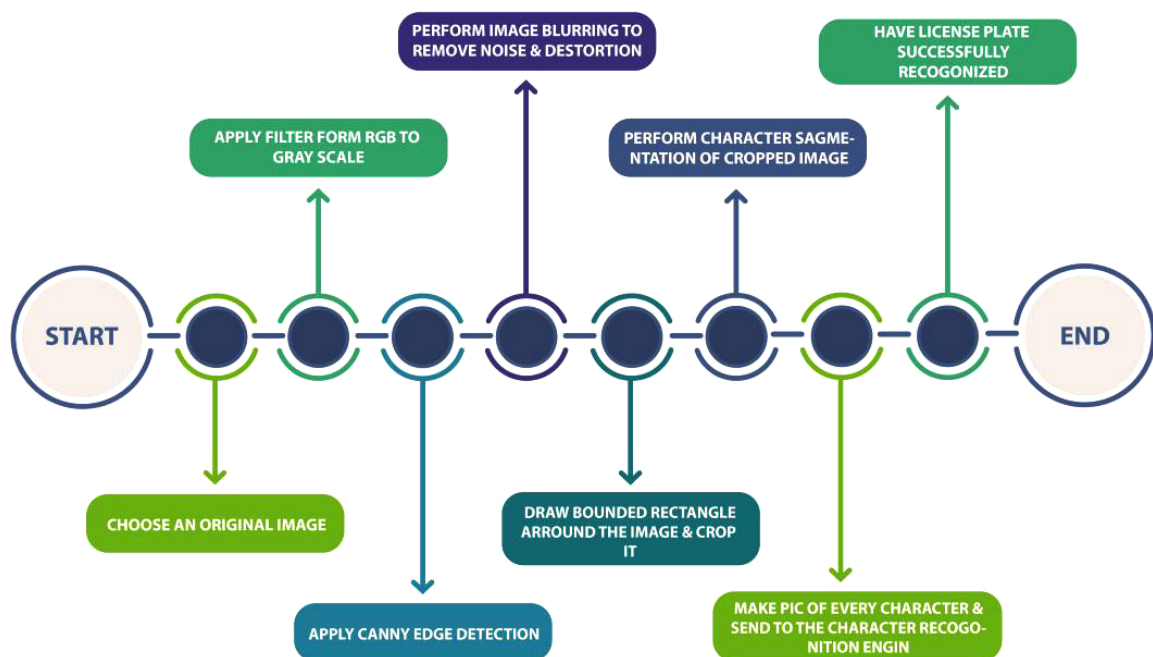 PERFORM IMAGE BLURRING TO
REMOVE NOISE & DESTORTION
HAVE LICENSE PLATE
SUCCESSFULLY
RECOGONIZED
APPLY FILTER FORM RGB TO
GRAY SCALE
PERFORM CHARACTER SAGME-
NTATION OF CROPPED IMAGE
START
END
CHOOSE AN ORIGINAL IMAGE
DRAW BOUNDED RECTANGLE
ARROUND THE IMAGE & CROP
IT
APPLY CANNY EDGE DETECTION
MAKE PIC OF EVERY CHARACTER &
SEND TO THE CHARACTER RECOGO-
NITION ENGIN